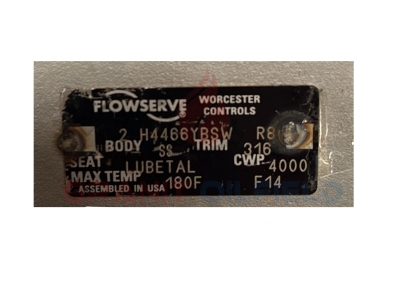 FLOWSERVE
WORCESTER
CONTROLS
2 H4466YBSW
BODY SS TRIM 316
SEAT LUBETAL CWP 4000
MAX TEMP 180F F14
ASSEMBLED IN USA